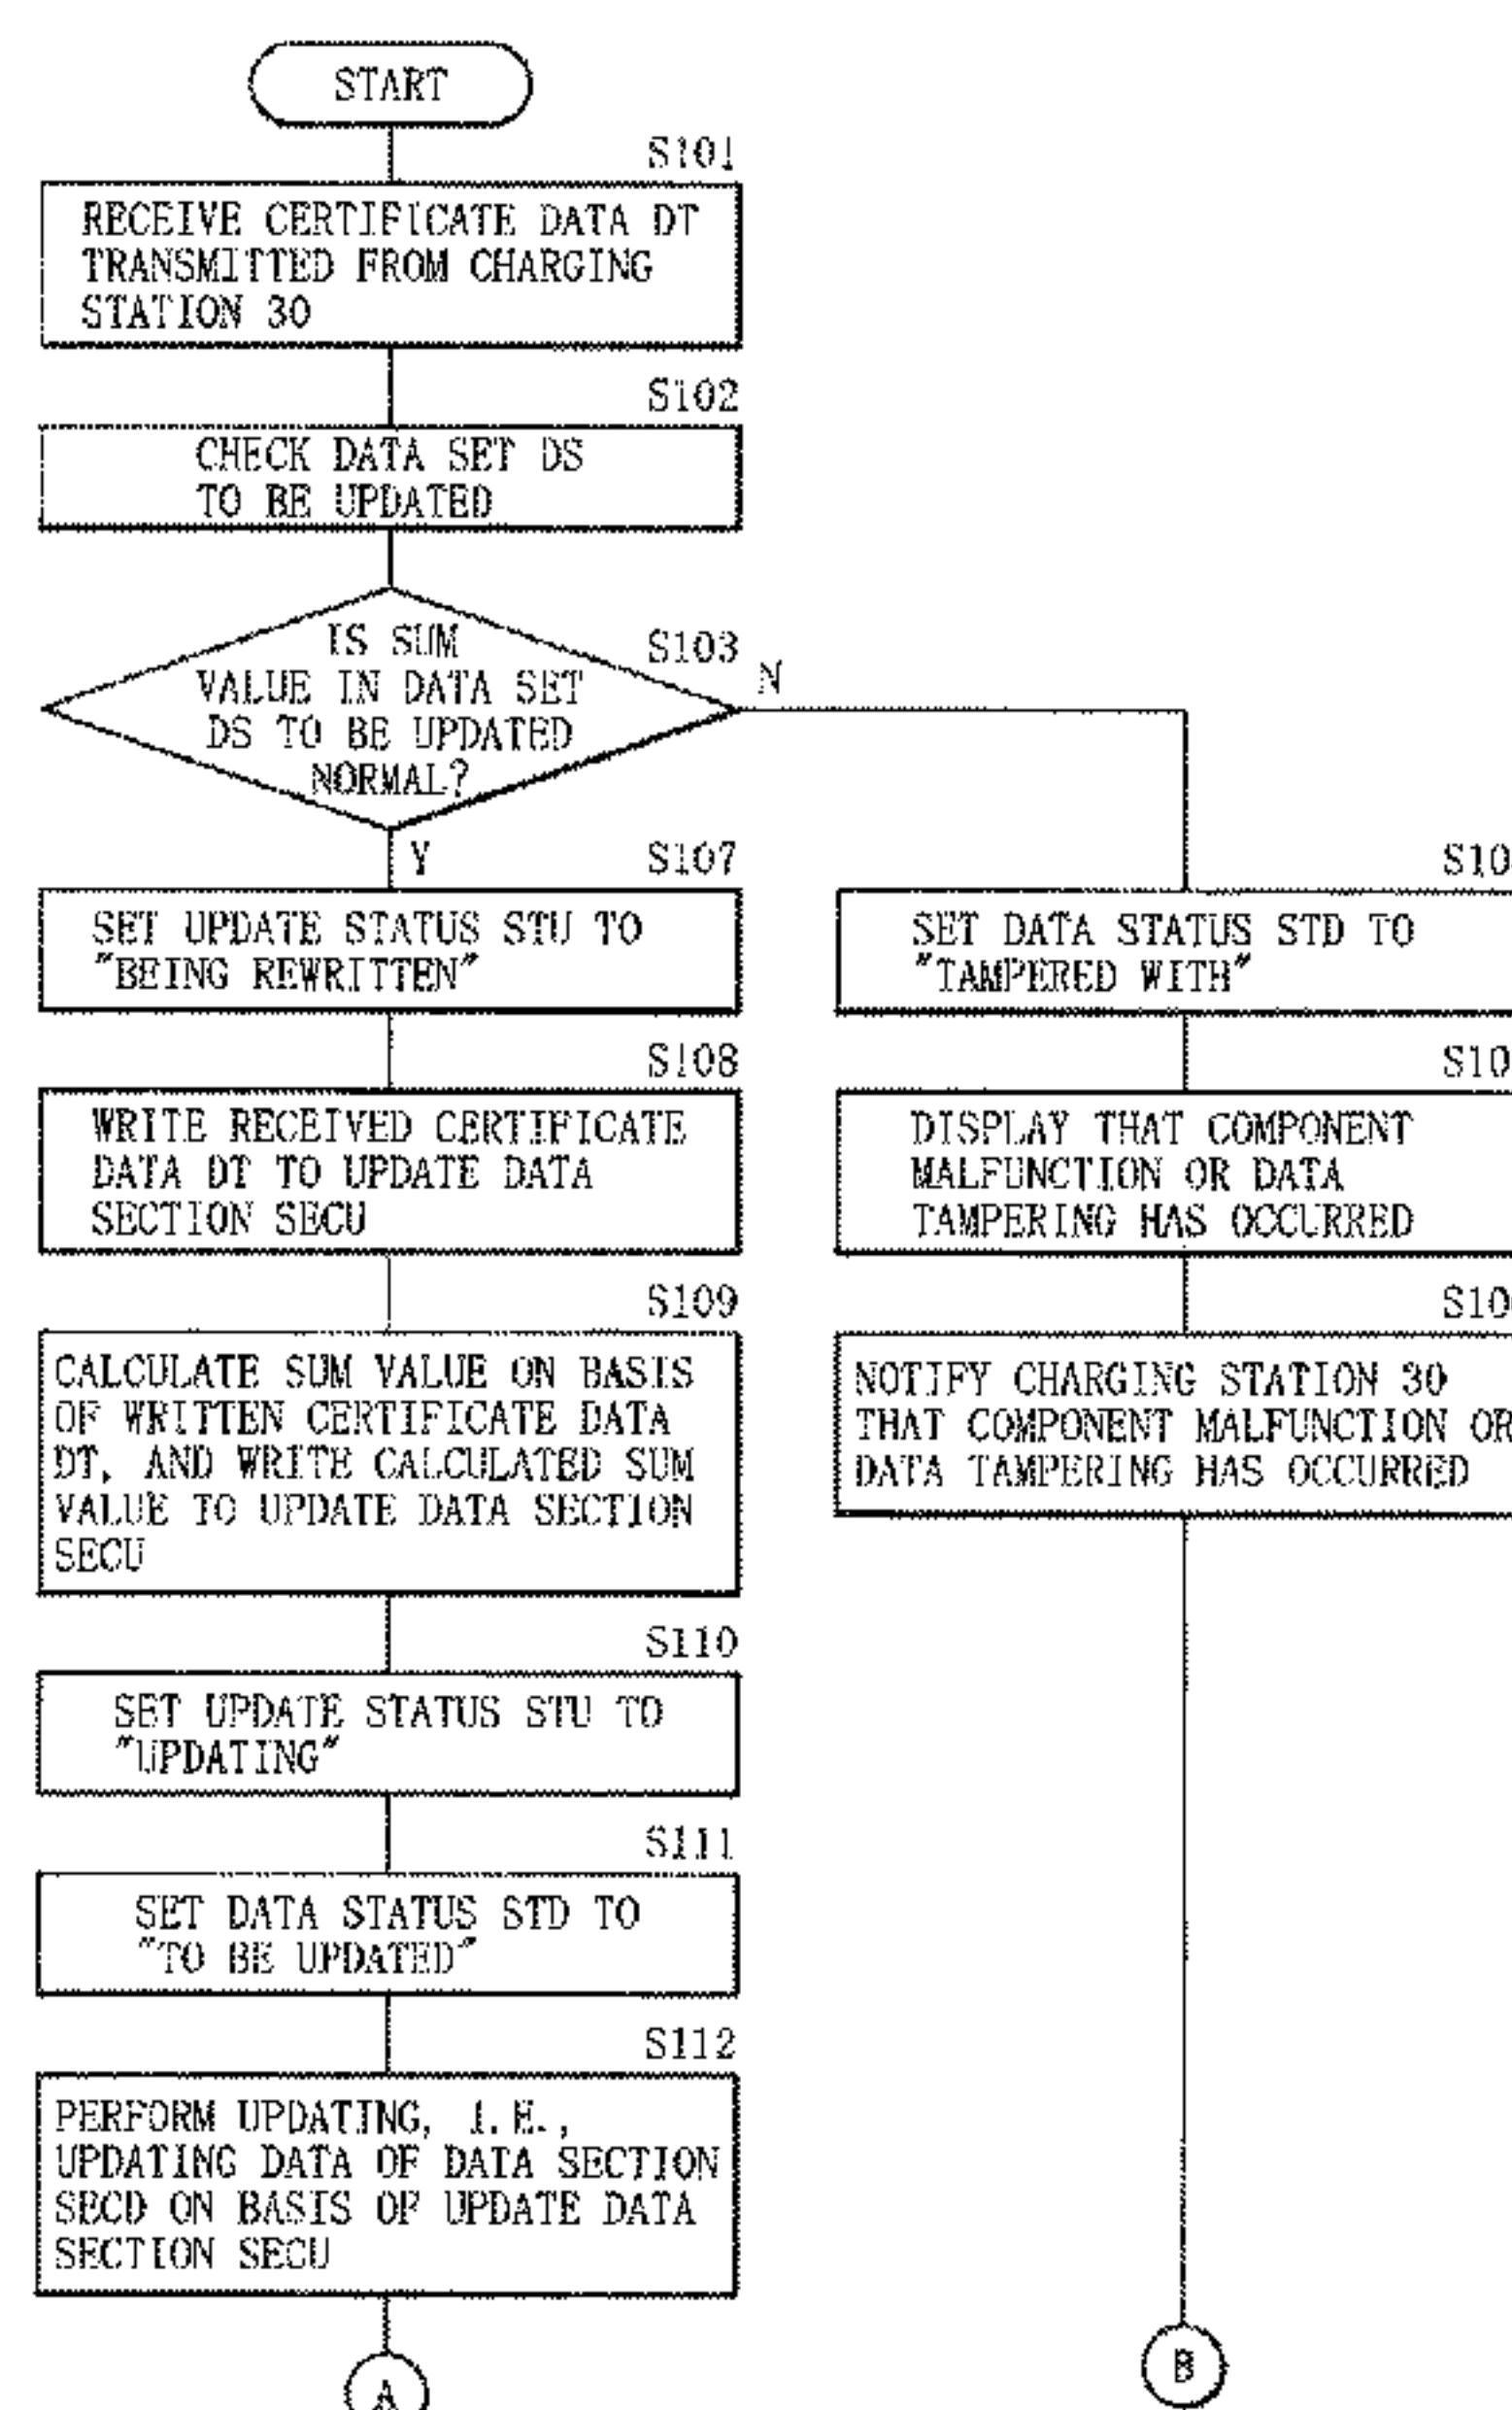 START
S101
RECEIVE CERTIFICATE DATA DT
TRANSMITTED FROM CHARGING
STATION 30
S102
CHECK DATA SET DS
TO BE UPDATED
S103
IS SUM
VALUE IN DATA SET
DS TO BE UPDATED
NORMAL?
N
Y
S107
SET UPDATE STATUS STU TO
"BEING REWRITTEN"
S10
SET DATA STATUS STD TO
"TAMPERED WITH"
S108
WRITE RECEIVED CERTIFICATE
DATA DT TO UPDATE DATA
SECTION SECU
S10
DISPLAY THAT COMPONENT
MALFUNCTION OR DATA
TAMPERING HAS OCCURRED
S109
CALCULATE SUM VALUE ON BASIS
OF WRITTEN CERTIFICATE DATA
DT, AND WRITE CALCULATED SUM
VALUE TO UPDATE DATA SECTION
SECU
S10
NOTIFY CHARGING STATION 30
THAT COMPONENT MALFUNCTION OR
DATA TAMPERING HAS OCCURRED
S110
SET UPDATE STATUS STU TO
"UPDATING"
S111
SET DATA STATUS STD TO
"TO BE UPDATED"
S112
PERFORM UPDATING, I.E.,
UPDATING DATA OF DATA SECTION
SECD ON BASIS OF UPDATE DATA
SECTION SECU
A
B